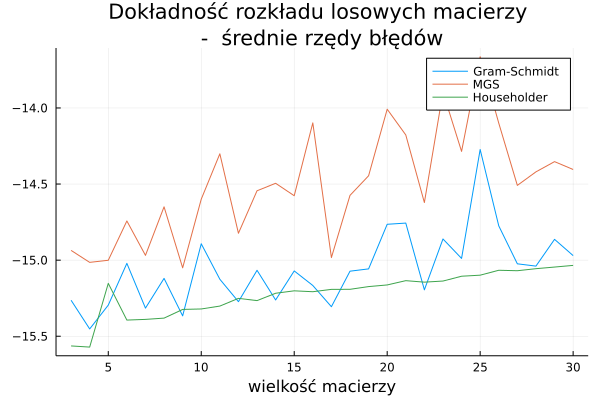 Dokładność rozkładu losowych macierzy
- średnie rzędy błędów
Gram-Schmidt
MGS
Householder
−14.0
−14.5
−15.0
−15.5
5
10
15
20
25
30
wielkość macierzy